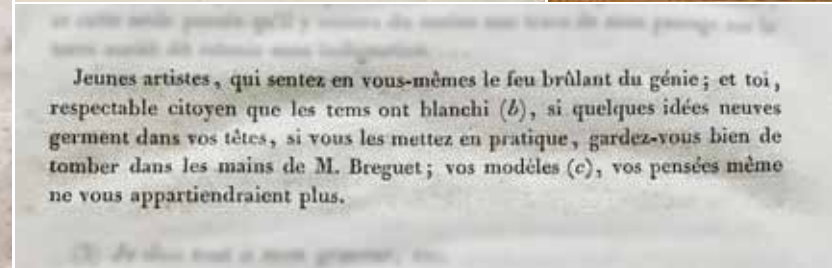 Jeunes artistes, qui sentez en vous-mêmes le feu brûlant du génie; et toi,
respectable citoyen que les tems ont blanchi (b), si quelques idées neuves
germent dans vos têtes, si vous les mettez en pratique, gardez-vous bien de
tomber dans les mains de M. Breguet; vos modèles (c), vos pensées même
ne vous appartiendraient plus.